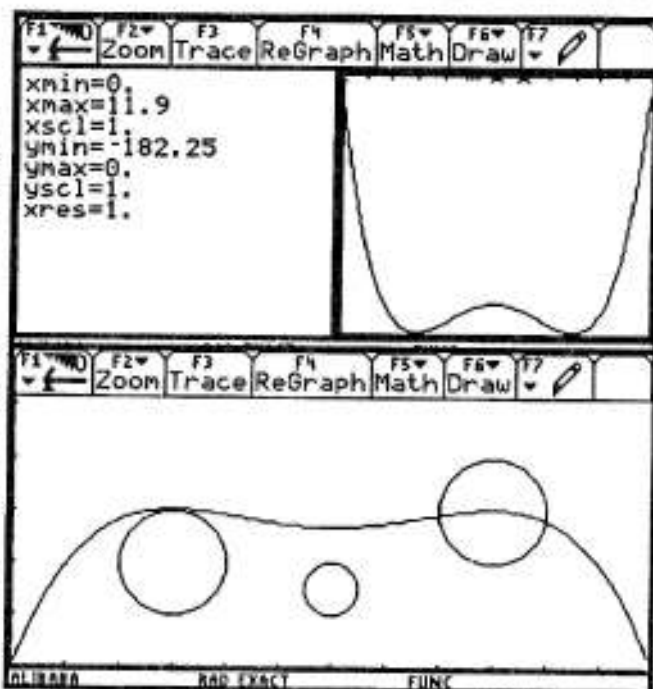 F1 F2 F3 F4 F5 F6 F7
Zoom Trace ReGraph Math Draw
xmin=0.
xmax=11.9
xscl=1.
ymin=-182.25
ymax=0.
yscl=1.
xres=1.
F1 F2 F3 F4 F5 F6 F7
Zoom Trace ReGraph Math Draw
ALIBABA RAD EXACT FUNC